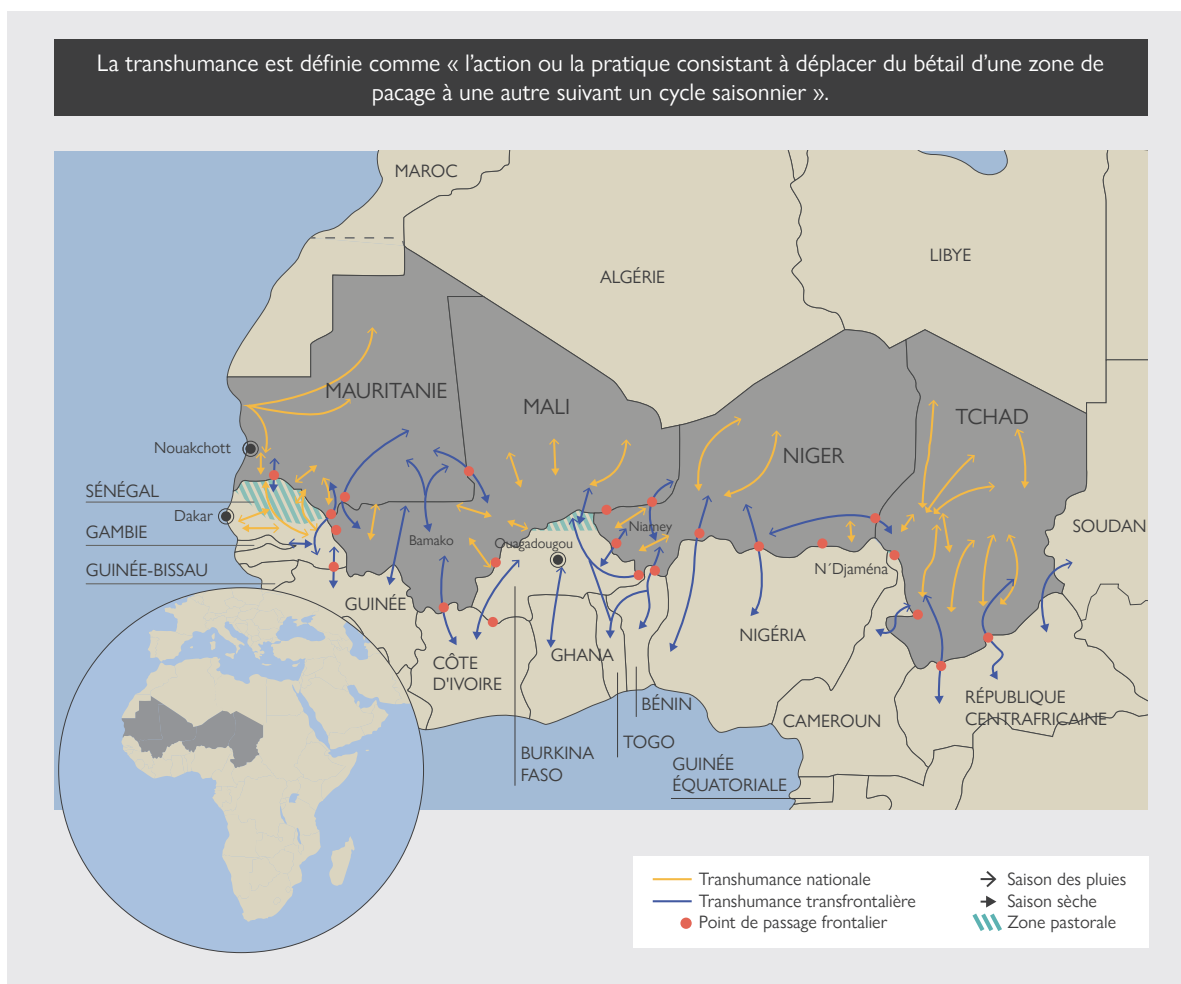 La transhumance est définie comme « l'action ou la pratique consistant à déplacer du bétail d'une zone de
pacage à une autre suivant un cycle saisonnier ».
MAROC
ALGÉRIE
LIBYE
MAURITANIE
MALI
NIGER
TCHAD
Nouakchott
SÉNÉGAL
Dakar
GAMBIE
GUINÉE-BISSAU
SOUDAN
Bamako
Ouagadougou
Niamey
N´Djaména
GUINÉE
CÔTE
D'IVOIRE
GHANA
NIGÉRIA
BÉNIN
TOGO
BURKINA
FASO
CAMEROUN
RÉPUBLIQUE
CENTRAFRICAINE
GUINÉE
ÉQUATORIALE
Transhumance nationale
Transhumance transfrontalière
Point de passage frontalier
Saison des pluies
Saison sèche
Zone pastorale